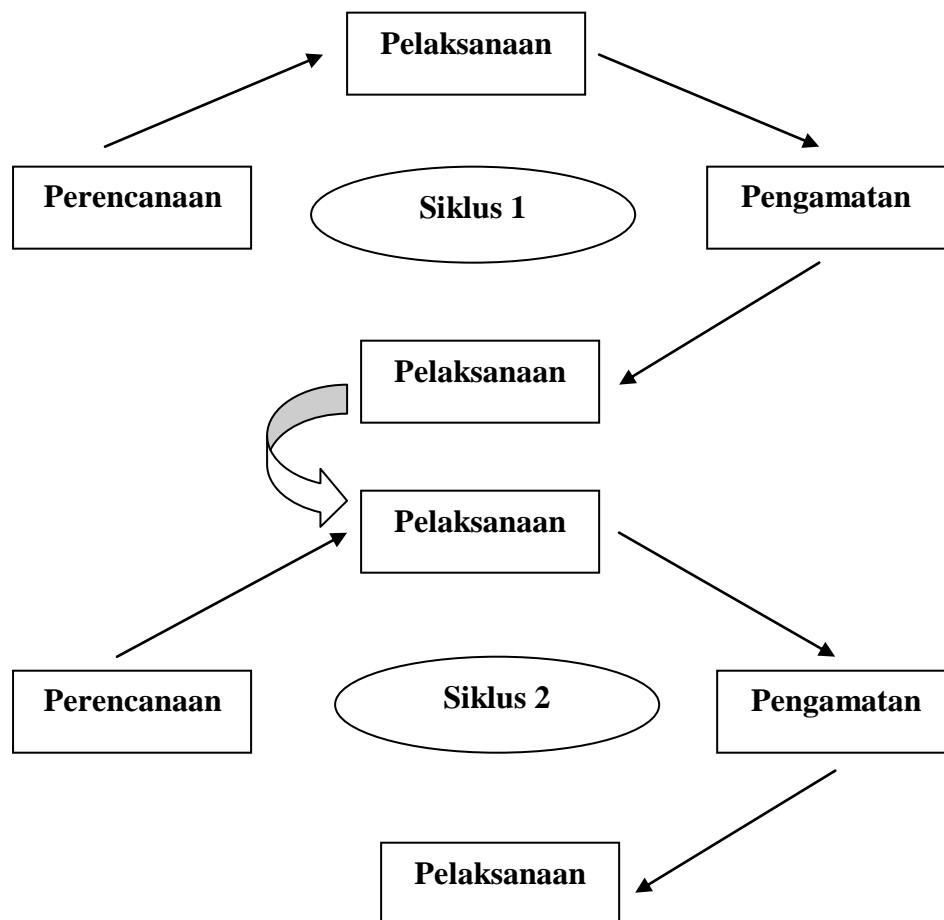 Pelaksanaan
Perencanaan
Siklus 1
Pengamatan
Pelaksanaan
Pelaksanaan
Perencanaan
Siklus 2
Pengamatan
Pelaksanaan